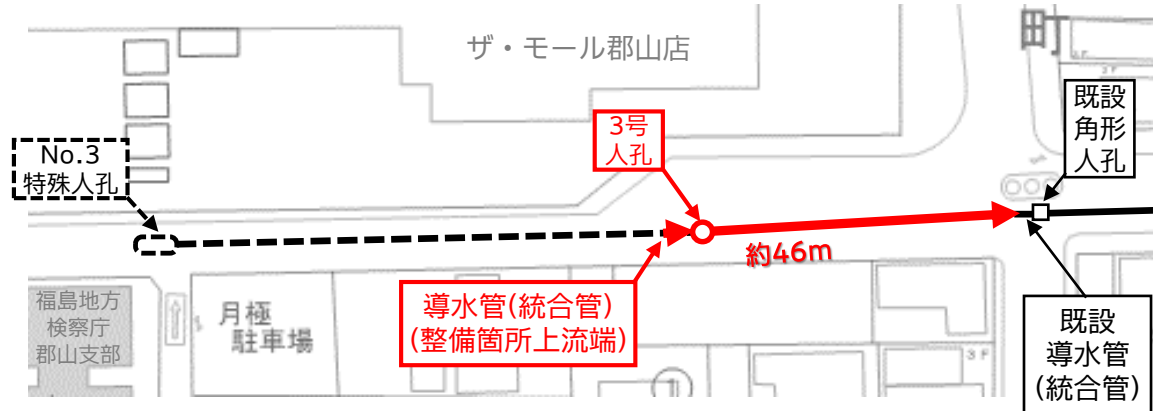 ザ・モール郡山店
3F
既設
角形
人孔
3号
人孔
No.3
特殊人孔
約46m
導水管(統合管)
(整備箇所上流端)
福島地方
検察庁
郡山支部
月極
駐車場
3F
既設
導水管
(統合管)